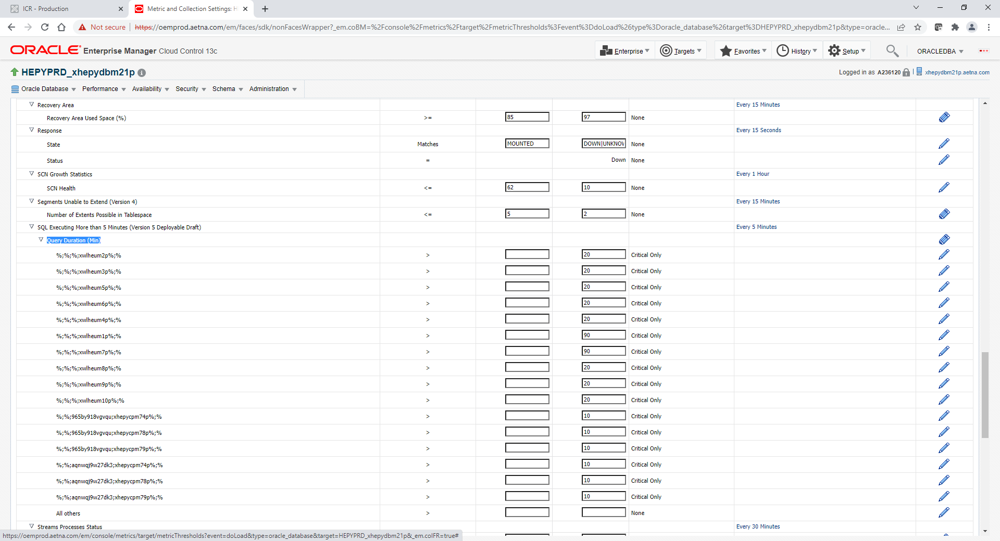 ICR - Production
Metric and Collection Settings: H
Not secure
https://oemprod.aetna.com/em/faces/sdk/nonFacesWrapper?_em.coBM=%2Fconsole%2Fmetrics%2Ftarget%2FmetricThresholds%3Fevent%3DdoLoad%26type%3Doracle_database%26target%3DHEPYPRD_xhepydbm21p&type=oracle...
ORACLE Enterprise Manager Cloud Control 13c
Enterprise Targets Favorites History Setup ORACLEDBA
HEPYPRD_xhepydbm21p
Logged in as A236120 xhepydbm21p.aetna.com
Oracle Database Performance Availability Security Schema Administration
Recovery Area Every 15 Minutes
Recovery Area Used Space (%) >= 85 97 None
Response Every 15 Seconds
State Matches MOUNTED DOWN|UNKNOW None
Status = Down None
SCN Growth Statistics Every 1 Hour
SCN Health <= 62 10 None
Segments Unable to Extend (Version 4) Every 15 Minutes
Number of Extents Possible in Tablespace <= 5 2 None
SQL Executing More than 5 Minutes (Version 5 Deployable Draft) Every 5 Minutes
Query Duration (Min)
%;%;%;xwlheum2p%;% > 20 Critical Only
%;%;%;xwlheum3p%;% > 20 Critical Only
%;%;%;xwlheum5p%;% > 20 Critical Only
%;%;%;xwlheum6p%;% > 20 Critical Only
%;%;%;xwlheum4p%;% > 20 Critical Only
%;%;%;xwlheum1p%;% > 90 Critical Only
%;%;%;xwlheum7p%;% > 90 Critical Only
%;%;%;xwlheum8p%;% > 20 Critical Only
%;%;%;xwlheum9p%;% > 20 Critical Only
%;%;%;xwlheum10p%;% > 20 Critical Only
%;%;965by918vgvqu;xhepycpm74p%;% > 10 Critical Only
%;%;965by918vgvqu;xhepycpm78p%;% > 10 Critical Only
%;%;965by918vgvqu;xhepycpm79p%;% > 10 Critical Only
%;%;aqnwqj9w27dk3;xhepycpm74p%;% > 10 Critical Only
%;%;aqnwqj9w27dk3;xhepycpm78p%;% > 10 Critical Only
%;%;aqnwqj9w27dk3;xhepycpm79p%;% > 10 Critical Only
All others > None
Streams Processes Status Every 30 Minutes
https://oemprod.aetna.com/em/console/metrics/target/metricThresholds?event=doLoad&type=oracle_database&target=HEPYPRD_xhepydbm21p&_em.coIFR=true#